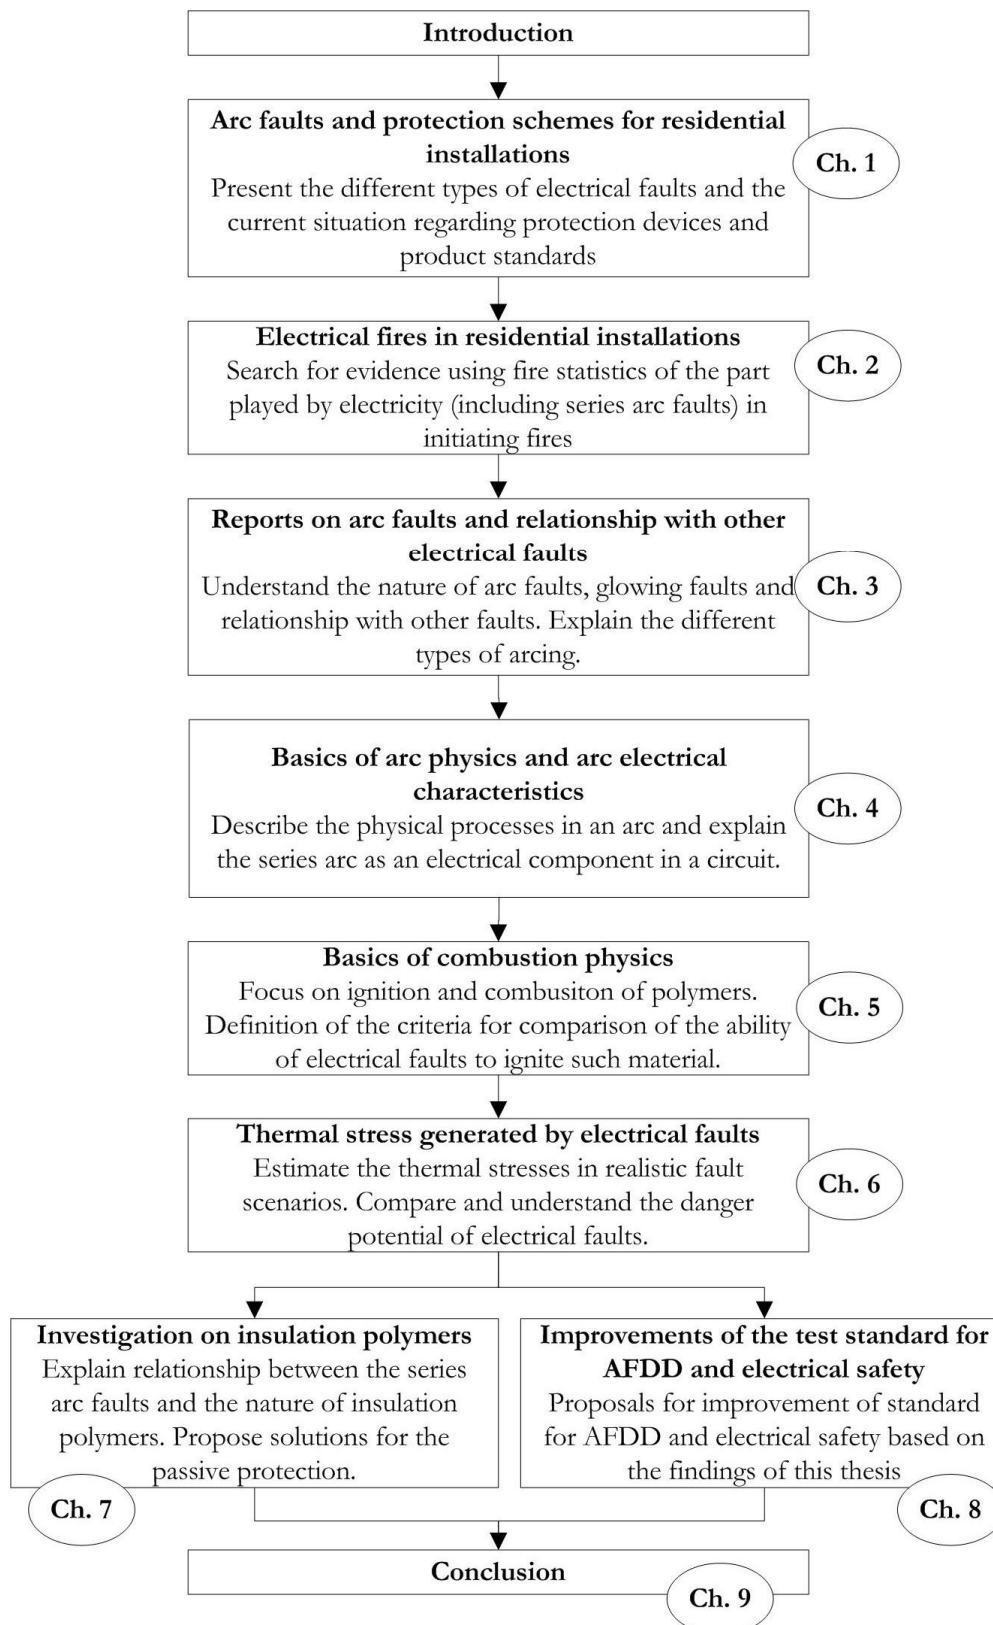 Introduction
Arc faults and protection schemes for residential
installations
Present the different types of electrical faults and the
current situation regarding protection devices and
product standards
Ch. 1
Electrical fires in residential installations
Search for evidence using fire statistics of the part
played by electricity (including series arc faults) in
initiating fires
Ch. 2
Reports on arc faults and relationship with other
electrical faults
Understand the nature of arc faults, glowing faults and
relationship with other faults. Explain the different
types of arcing.
Ch. 3
Basics of arc physics and arc electrical
characteristics
Describe the physical processes in an arc and explain
the series arc as an electrical component in a circuit.
Ch. 4
Basics of combustion physics
Focus on ignition and combusiton of polymers.
Definition of the criteria for comparison of the ability
of electrical faults to ignite such material.
Ch. 5
Thermal stress generated by electrical faults
Estimate the thermal stresses in realistic fault
scenarios. Compare and understand the danger
potential of electrical faults.
Ch. 6
Investigation on insulation polymers
Explain relationship between the series
arc faults and the nature of insulation
polymers. Propose solutions for the
passive protection.
Ch. 7
Improvements of the test standard for
AFDD and electrical safety
Proposals for improvement of standard
for AFDD and electrical safety based on
the findings of this thesis
Ch. 8
Conclusion
Ch. 9